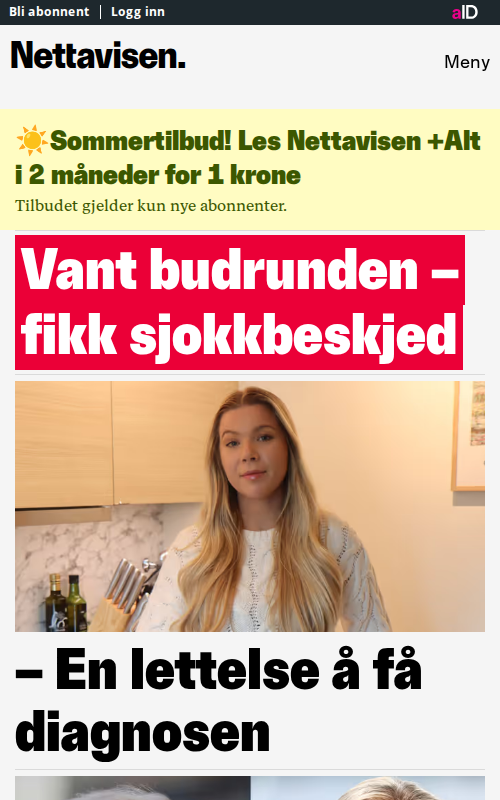 Bli abonnent | Logg inn
aID
Nettavisen.
Meny
☀️Sommertilbud! Les Nettavisen +Alt
i 2 måneder for 1 krone
Tilbudet gjelder kun nye abonnenter.
Vant budrunden –
fikk sjokkbeskjed
– En lettelse å få
diagnosen